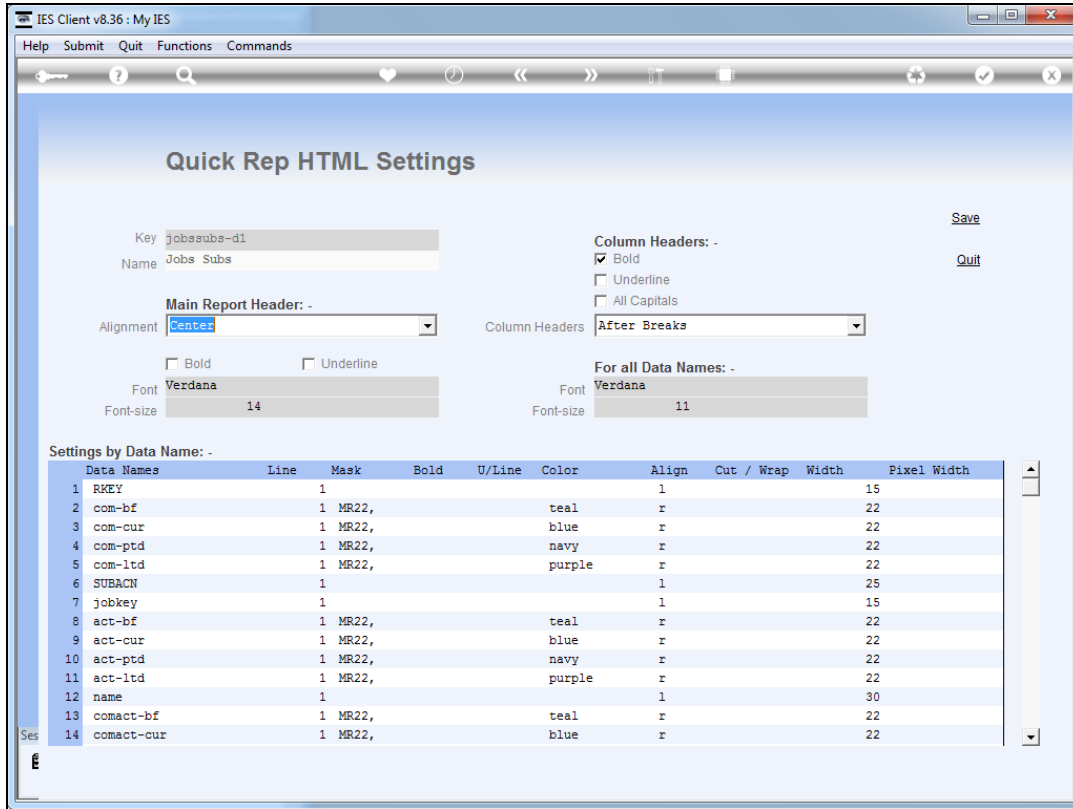 IES Client v8.36 : My IES
Help Submit Quit Functions Commands
Quick Rep HTML Settings
Save
Key jobssubs-d1
Column Headers: -
Name Jobs Subs
Bold
Quit
Underline
Main Report Header: -
All Capitals
Alignment Center
Column Headers After Breaks
Bold Underline
For all Data Names: -
Font Verdana
Font Verdana
Font-size 14
Font-size 11
Settings by Data Name: -
Data Names Line Mask Bold U/Line Color Align Cut / Wrap Width Pixel Width
1 RKEY 1 l 15
2 com-bf 1 MR22, teal r 22
3 com-cur 1 MR22, blue r 22
4 com-ptd 1 MR22, navy r 22
5 com-ltd 1 MR22, purple r 22
6 SUBACN 1 l 25
7 jobkey 1 l 15
8 act-bf 1 MR22, teal r 22
9 act-cur 1 MR22, blue r 22
10 act-ptd 1 MR22, navy r 22
11 act-ltd 1 MR22, purple r 22
12 name 1 l 30
13 comact-bf 1 MR22, teal r 22
14 comact-cur 1 MR22, blue r 22
Ses